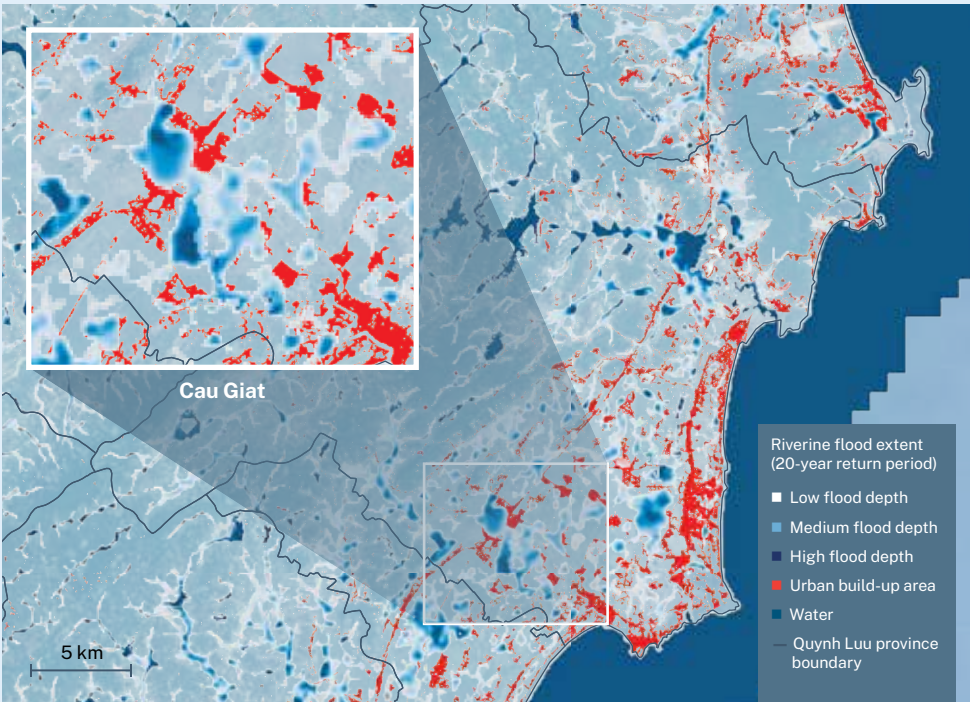 Cau Giat
5 km
Riverine flood extent
(20-year return period)
Low flood depth
Medium flood depth
High flood depth
Urban build-up area
Water
Quynh Luu province
boundary